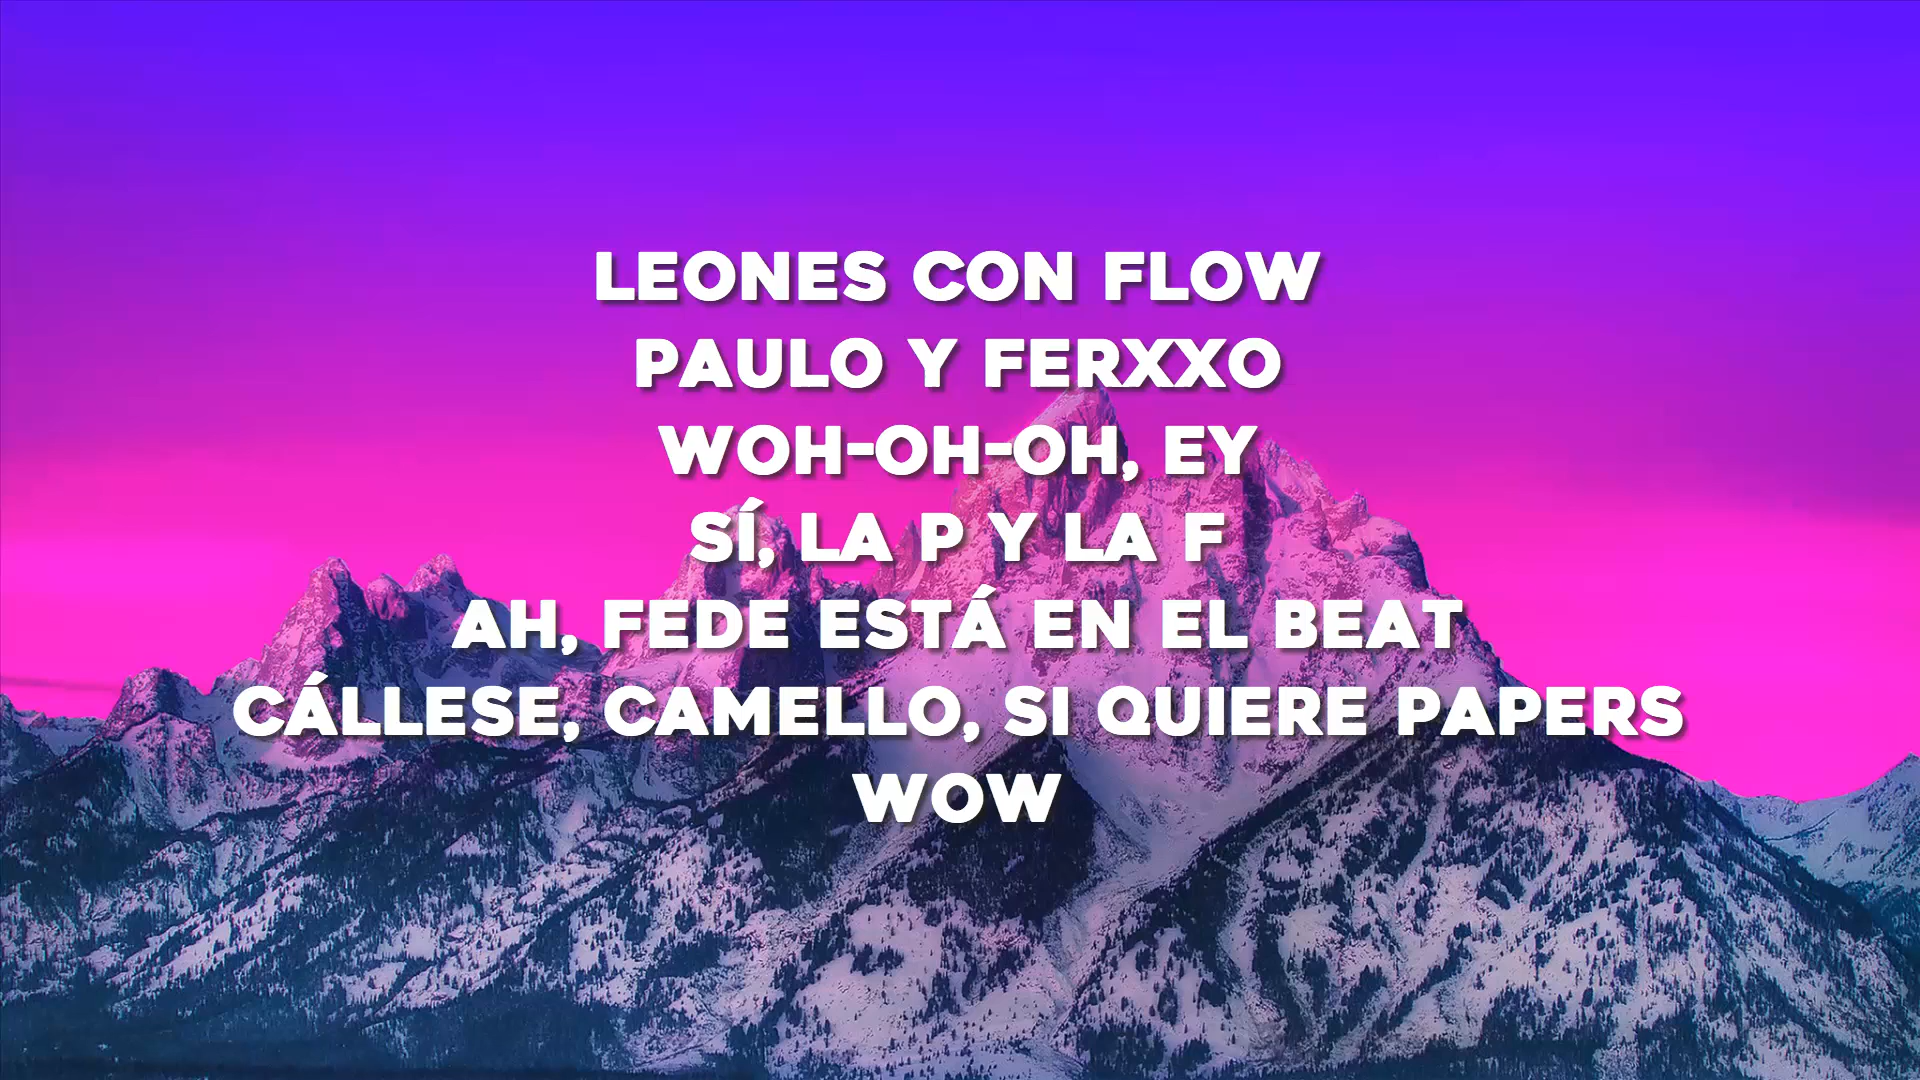 LEONES CON FLOW
PAULO Y FERXXO
WOH-OH-OH, EY
SÍ, LA P Y LA F
AH, FEDE ESTÁ EN EL BEAT
CÁLLESE, CAMELLO, SI QUIERE PAPERS
WOW